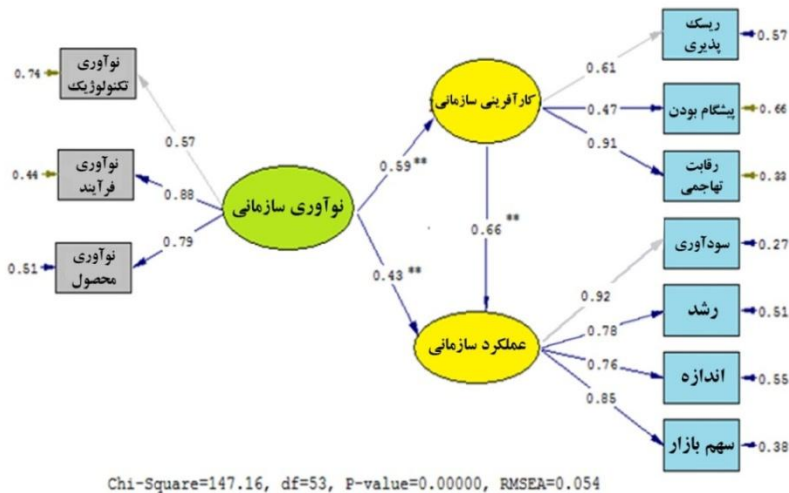 ریسک
پذیری
0.57
0.61
نوآوری
تکنولوژیک
0.74
کارآفرینی سازمانی
0.47
پیشگام بودن
0.66
0.57
0.91
نوآوری
فرآیند
0.44
0.59 **
رقابت
تهاجمی
0.33
0.88
نوآوری سازمانی
0.79
0.66 **
سودآوری
0.27
نوآوری
محصول
0.51
0.43 **
0.92
رشد
0.51
0.78
عملکرد سازمانی
0.76
اندازه
0.55
0.85
سهم بازار
0.38
Chi-Square=147.16, df=53, P-value=0.00000, RMSEA=0.054